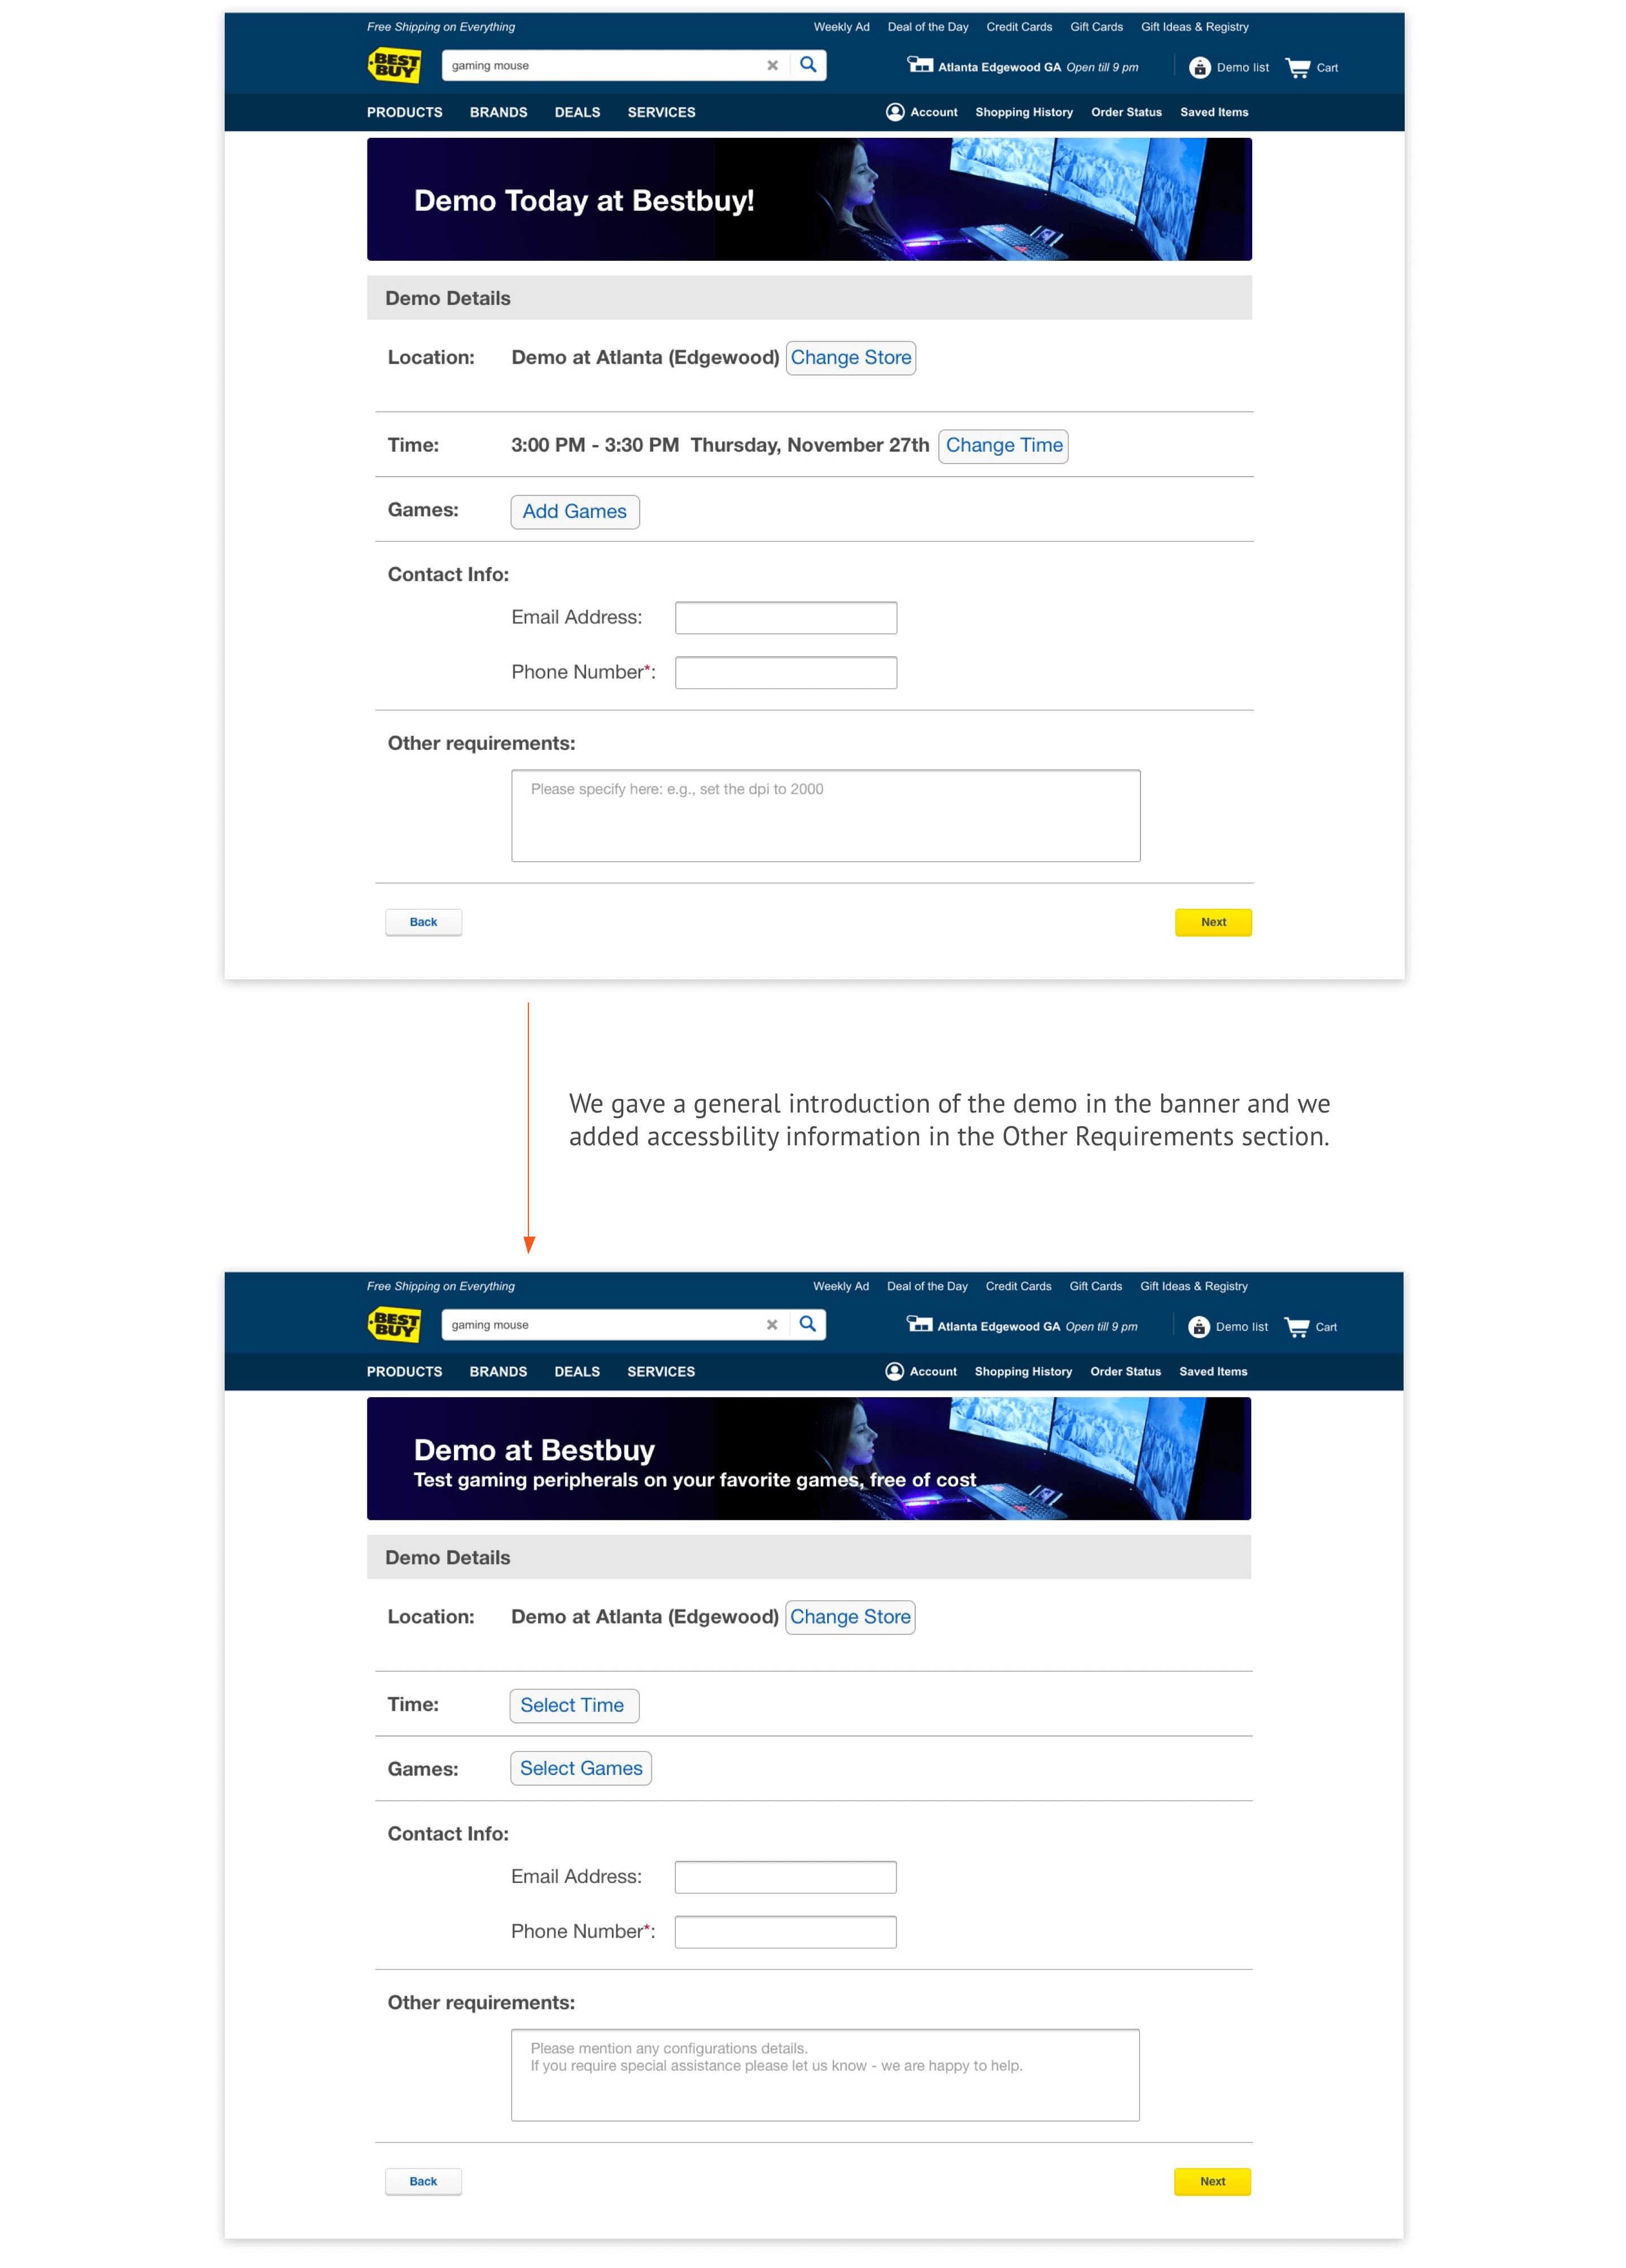 Free Shipping on Everything
Weekly Ad Deal of the Day Credit Cards Gift Cards Gift Ideas & Registry
BEST BUY
gaming mouse
Atlanta Edgewood GA Open till 9 pm
Demo list
Cart
PRODUCTS BRANDS DEALS SERVICES
Account Shopping History Order Status Saved Items
Demo Today at Bestbuy!
Demo Details
Location: Demo at Atlanta (Edgewood) Change Store
Time: 3:00 PM - 3:30 PM Thursday, November 27th Change Time
Games: Add Games
Contact Info:
Email Address:
Phone Number*:
Other requirements:
Please specify here: e.g., set the dpi to 2000
Back Next
We gave a general introduction of the demo in the banner and we
added accessbility information in the Other Requirements section.
Free Shipping on Everything
Weekly Ad Deal of the Day Credit Cards Gift Cards Gift Ideas & Registry
BEST BUY
gaming mouse
Atlanta Edgewood GA Open till 9 pm
Demo list
Cart
PRODUCTS BRANDS DEALS SERVICES
Account Shopping History Order Status Saved Items
Demo at Bestbuy
Test gaming peripherals on your favorite games, free of cost
Demo Details
Location: Demo at Atlanta (Edgewood) Change Store
Time: Select Time
Games: Select Games
Contact Info:
Email Address:
Phone Number*:
Other requirements:
Please mention any configurations details.
If you require special assistance please let us know - we are happy to help.
Back Next